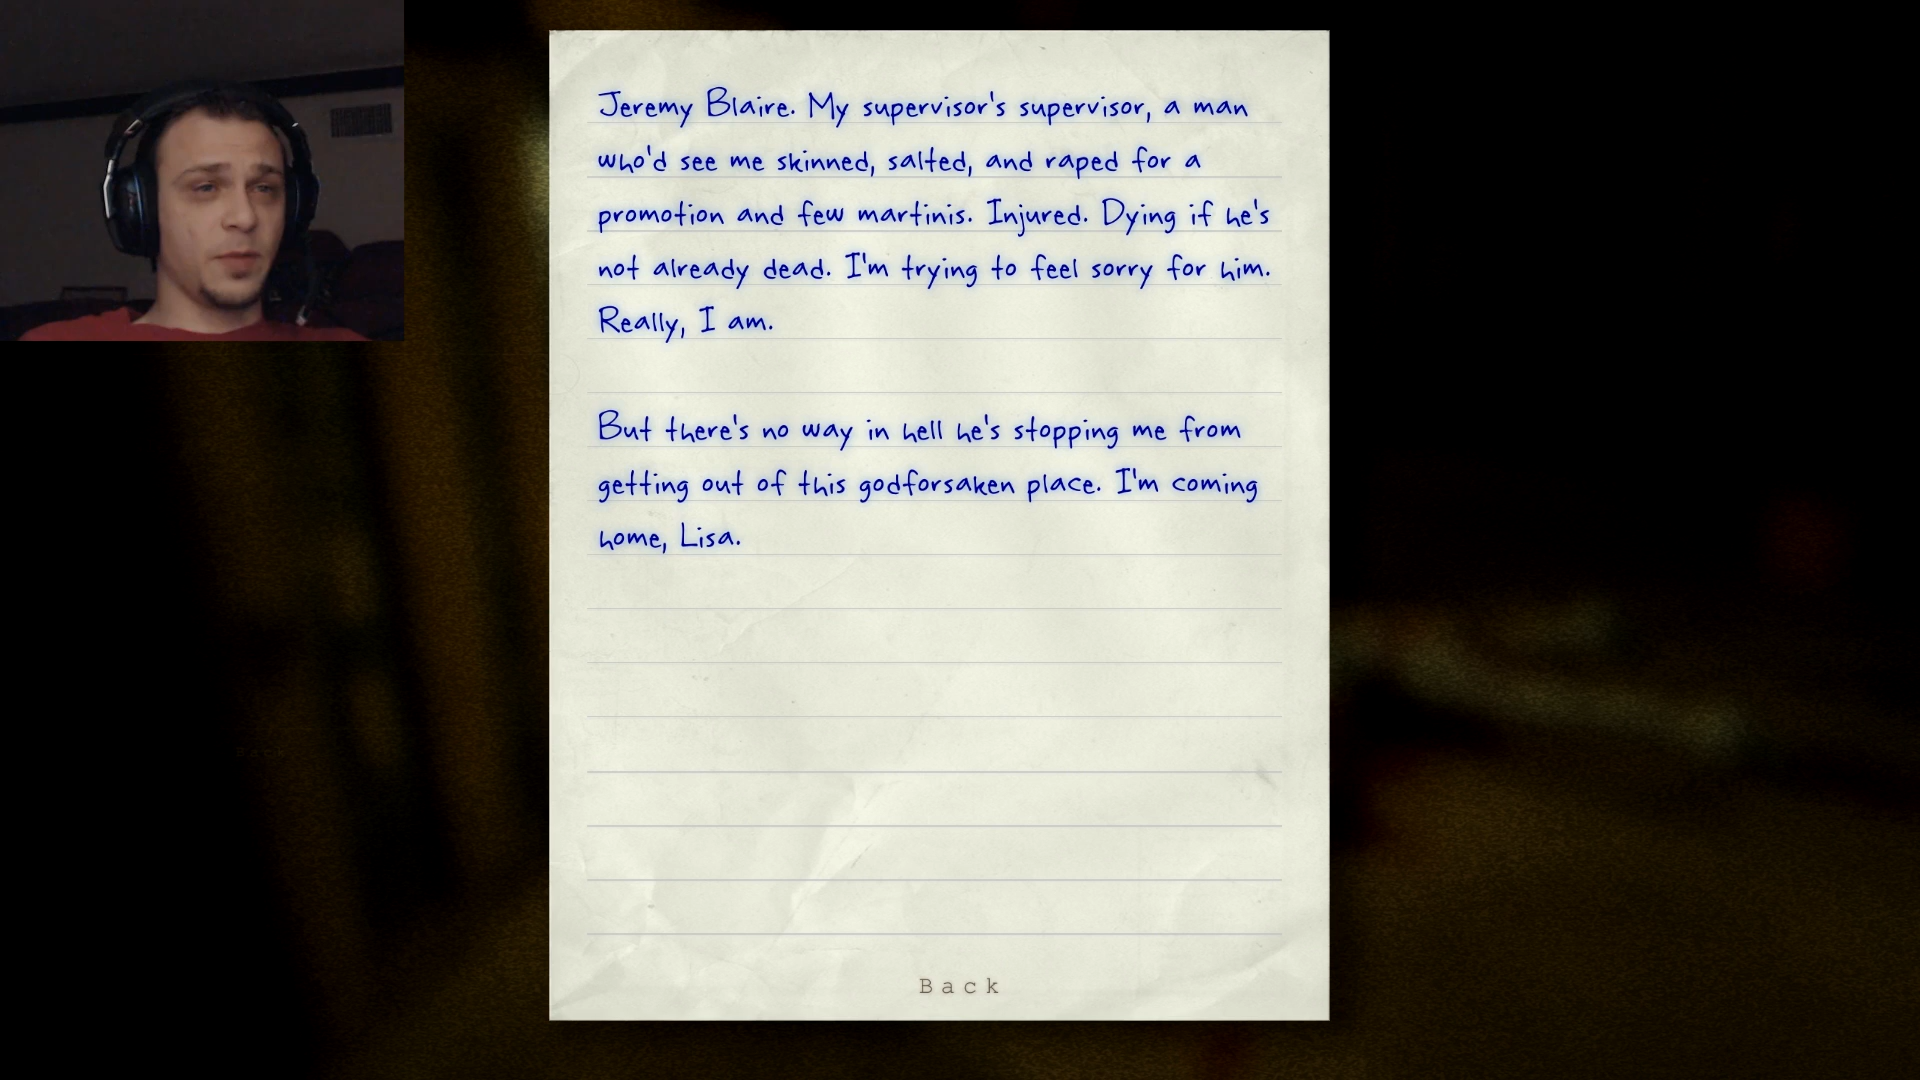 Jeremy Blaire. My supervisor's supervisor, a man
who'd see me skinned, salted, and raped for a
promotion and few martinis. Injured. Dying if he's
not already dead. I'm trying to feel sorry for him.
Really, I am.
But there's no way in hell he's stopping me from
getting out of this godforsaken place. I'm coming
home, Lisa.
Back